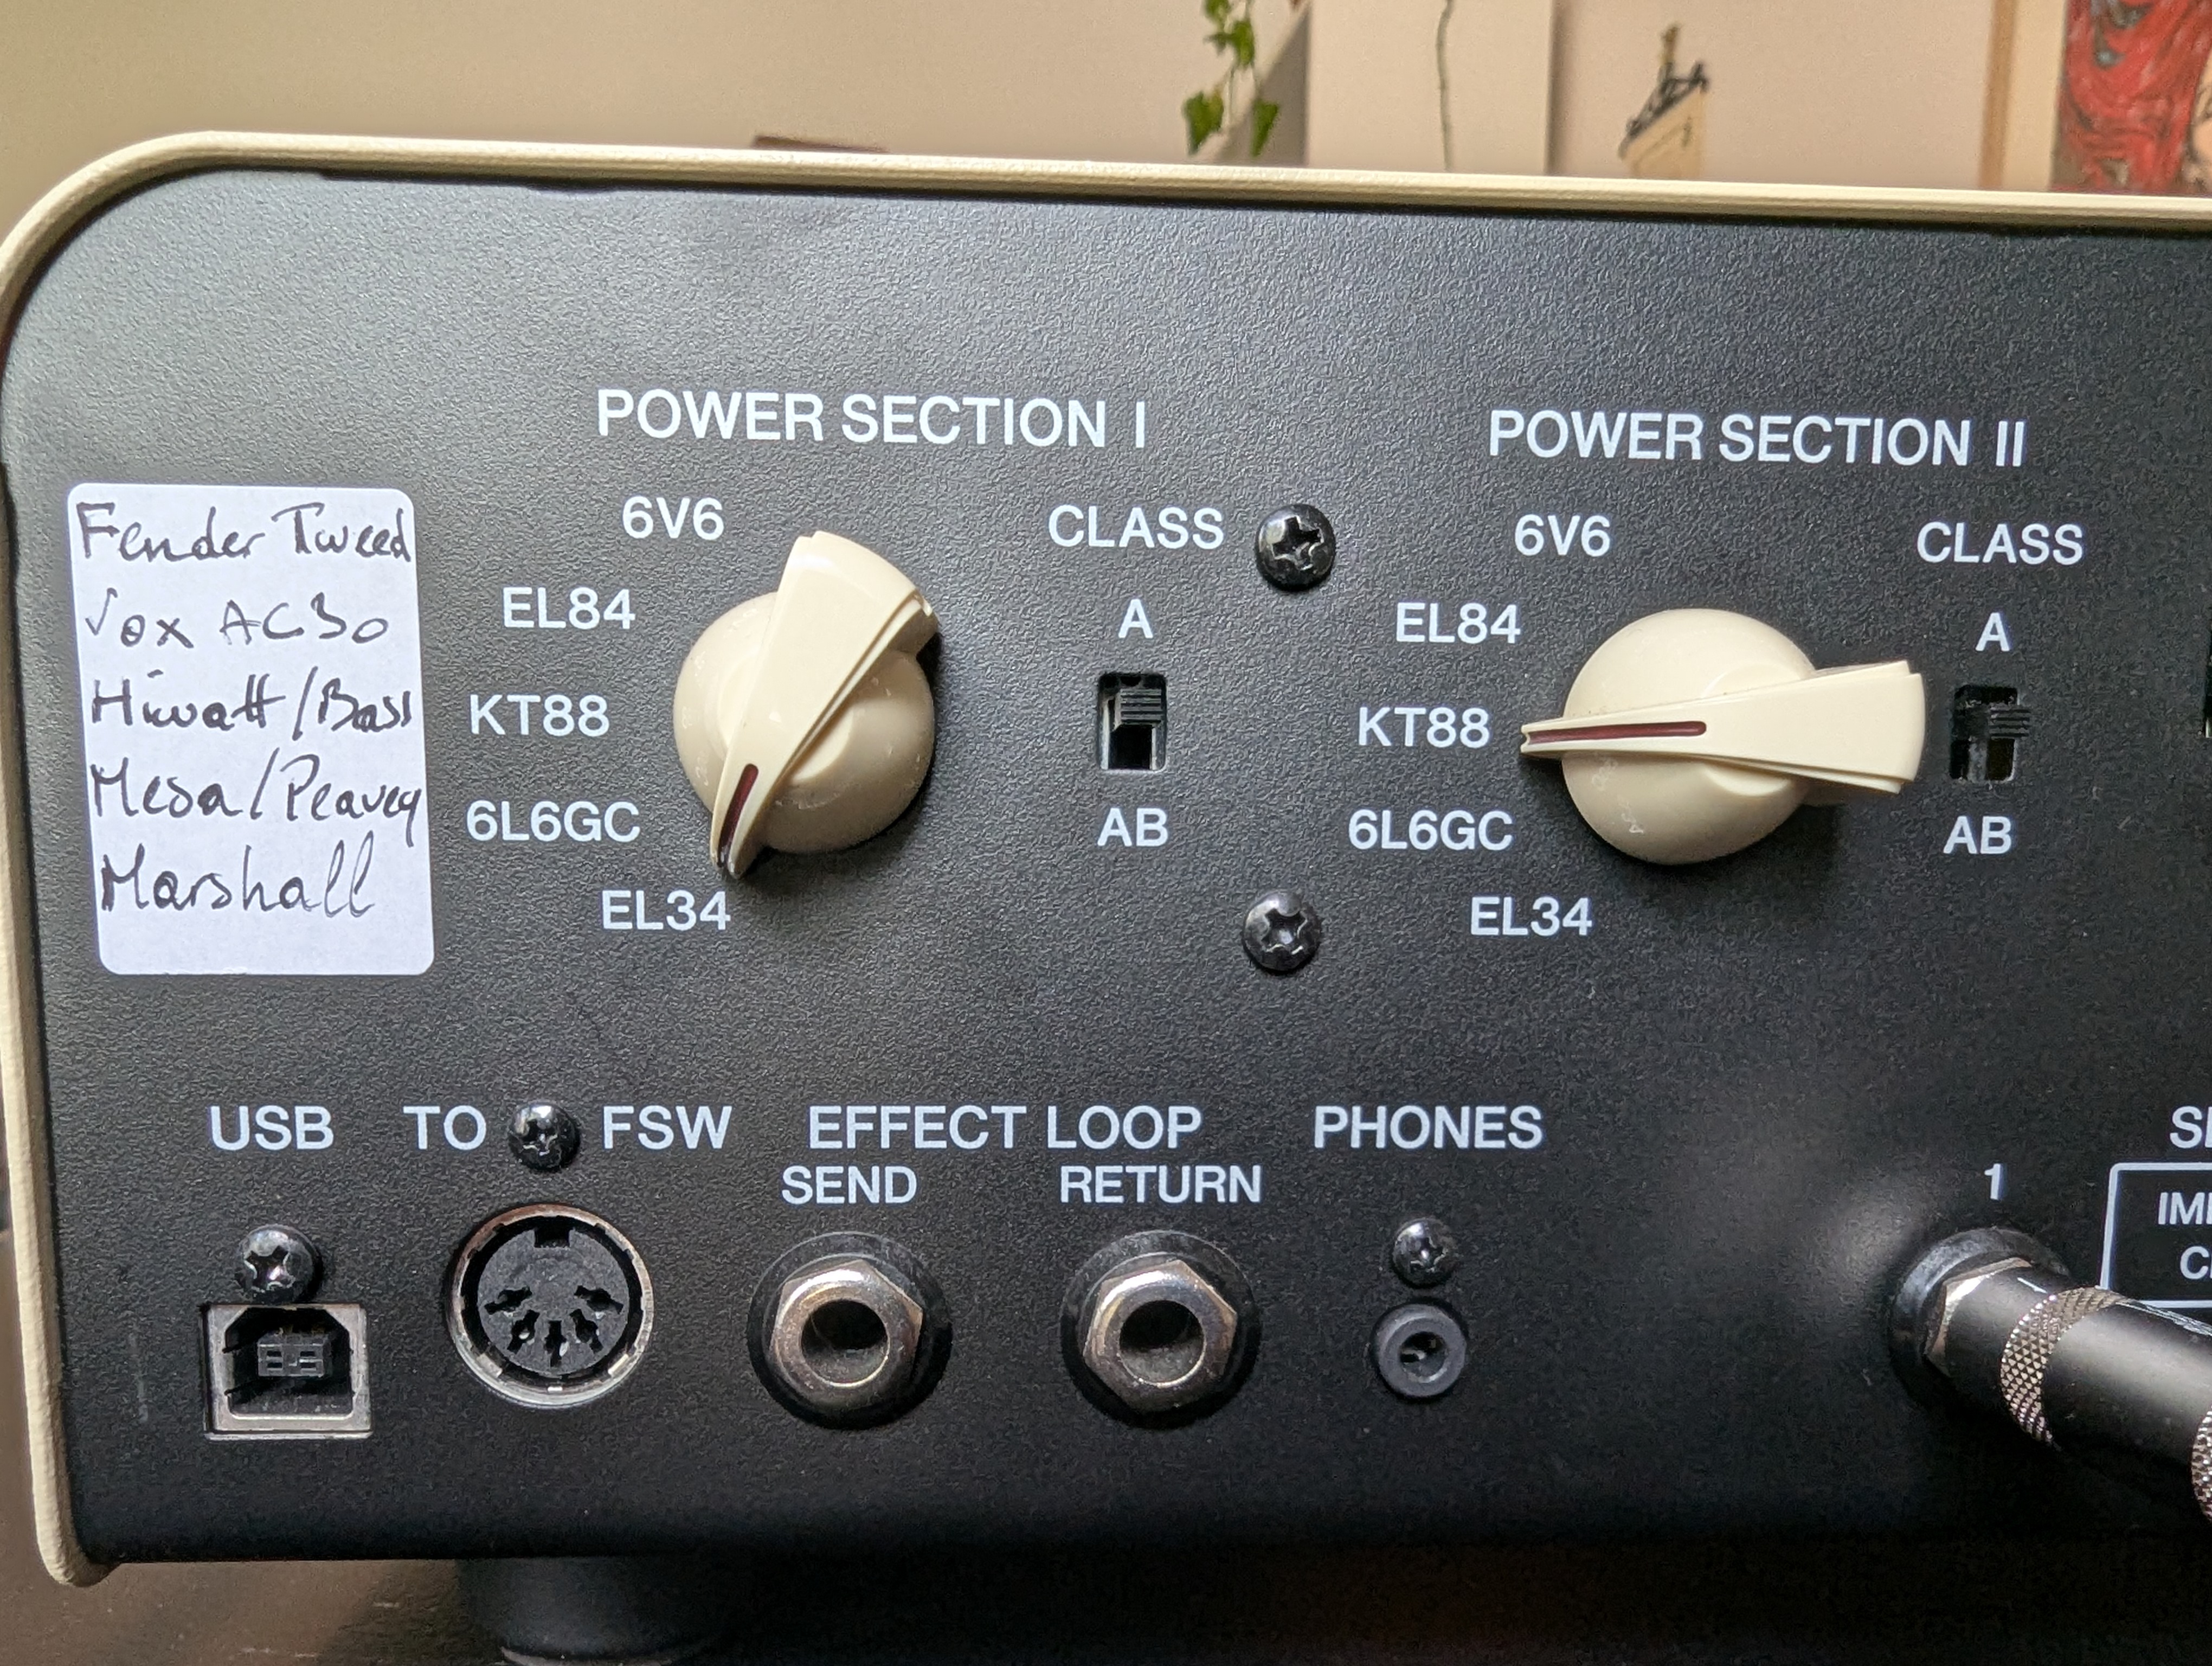 POWER SECTION I
POWER SECTION II
Fender Tweed
Vox AC30
Hiwatt/Bass
Mesa/Peavey
Marshall
6V6
EL84
KT88
6L6GC
EL34
CLASS
A
AB
6V6
EL84
KT88
6L6GC
EL34
CLASS
A
AB
USB
TO FSW
EFFECT LOOP
SEND RETURN
PHONES
1